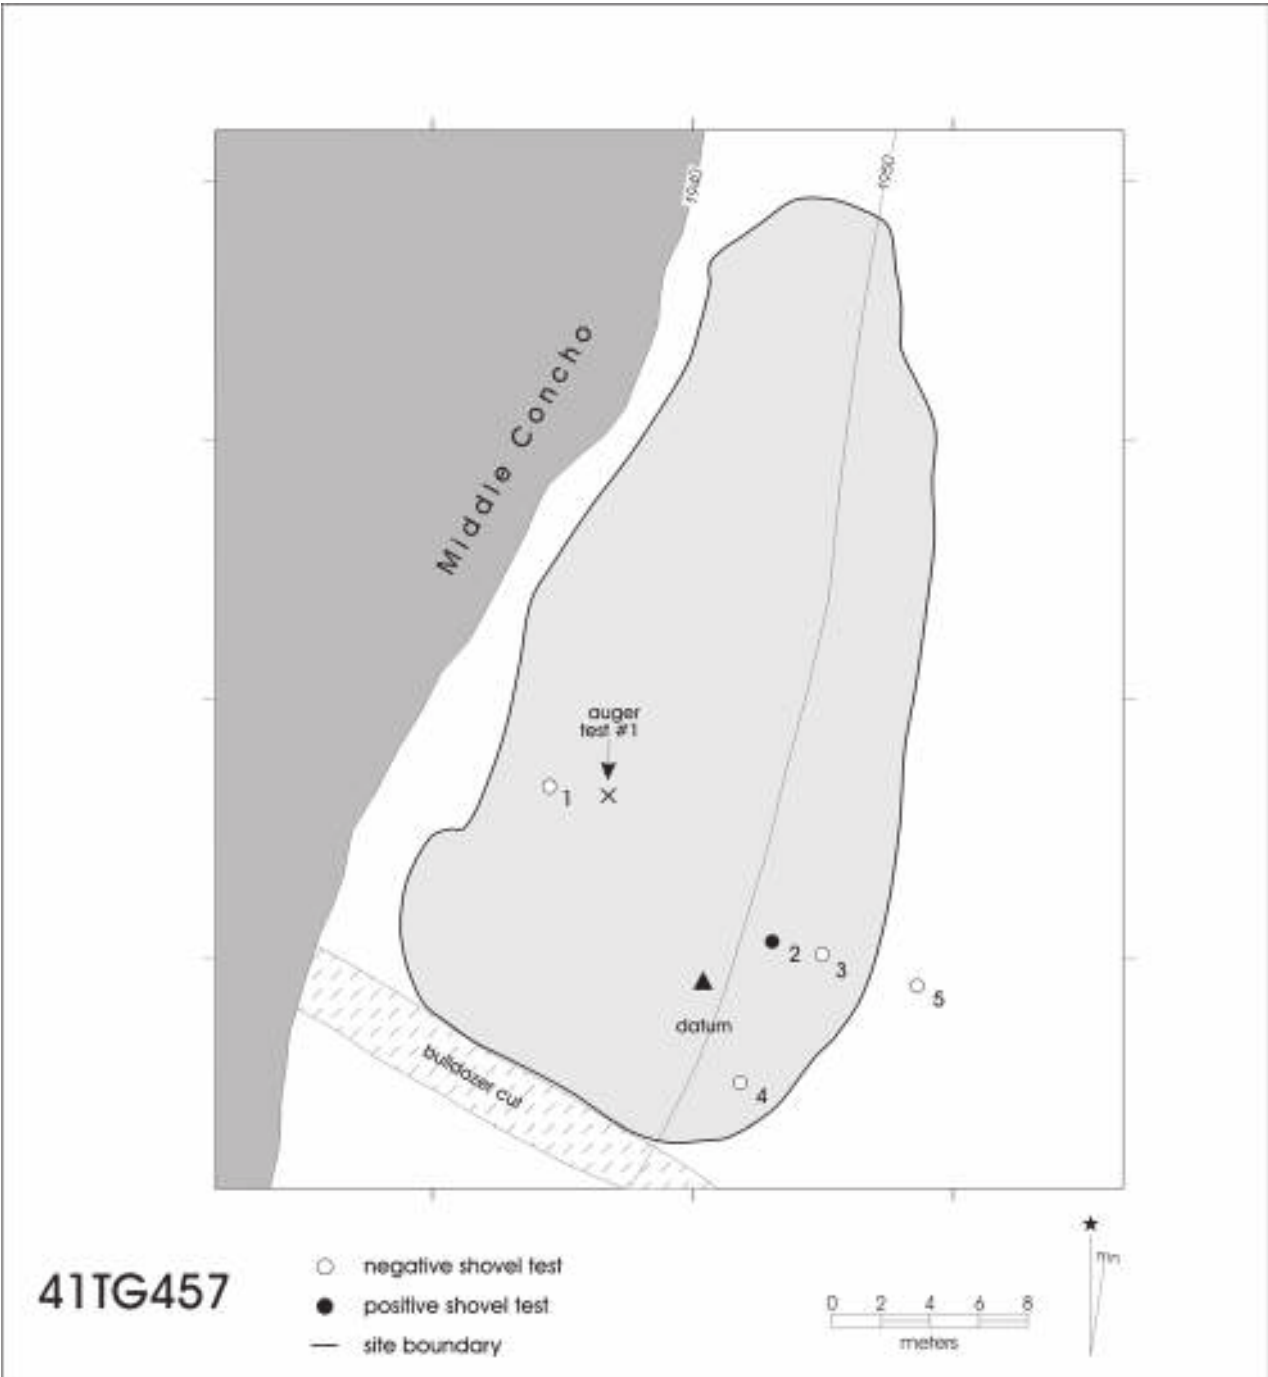 1940
1950
Middle Concho
auger
test #1
1
2
3
5
datum
4
bulldozer cut
mn
41TG457
negative shovel test
positive shovel test
site boundary
0 2 4 6 8
meters